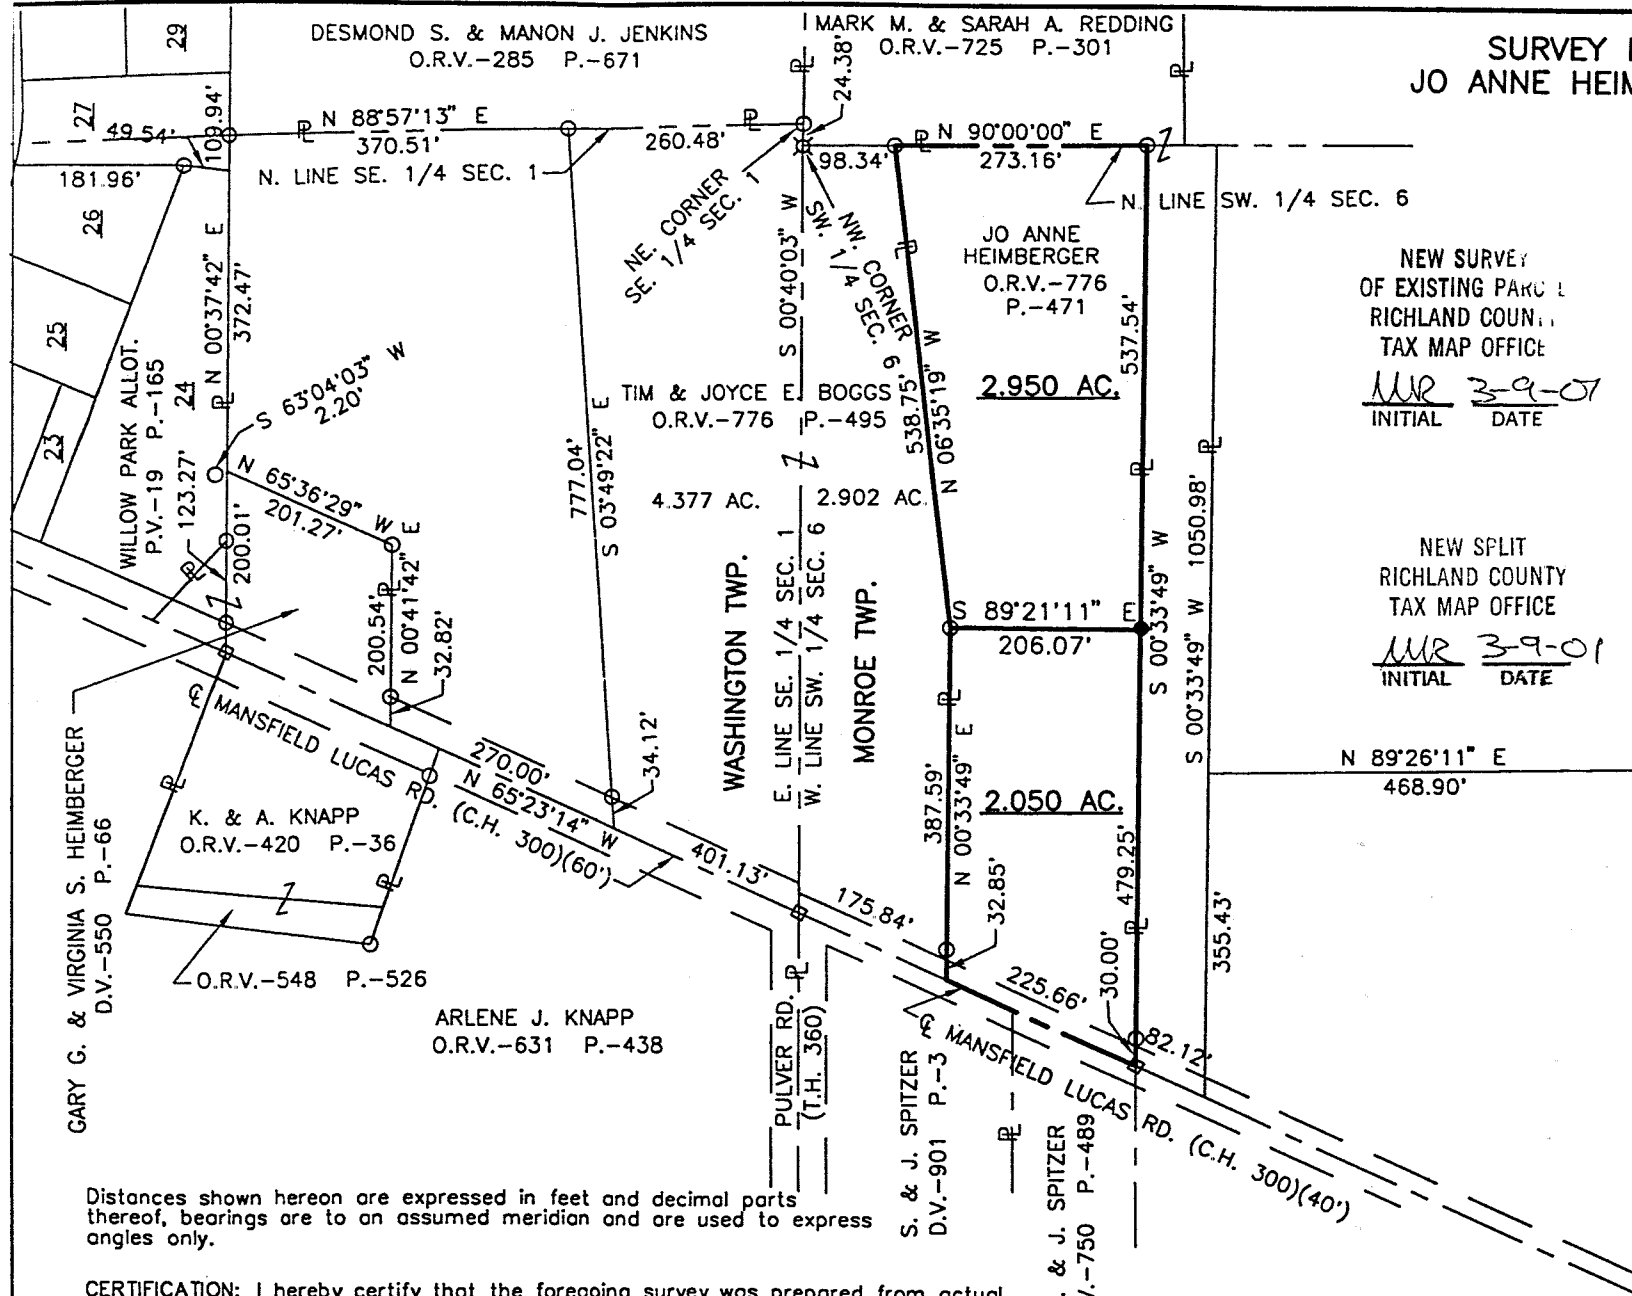 29
DESMOND S. & MANON J. JENKINS
O.R.V.-285 P.-671
MARK M. & SARAH A. REDDING
O.R.V.-725 P.-301
SURVEY
JO ANNE
27
49.54'
109.94'
N 88°57'13" E
370.51'
260.48'
24.38'
98.34'
N 90°00'00" E
273.16'
181.96'
N. LINE SE. 1/4 SEC. 1
N. LINE SW. 1/4 SEC. 6
26
NE. CORNER
SE. 1/4 SEC. 1
NW. CORNER
SW. 1/4 SEC. 6
S 00°40'03" W
JO ANNE
HEIMBERGER
O.R.V.-776
P.-471
NEW SURVEY
OF EXISTING
RICHLAND
TAX MAP OFFICE
MR 3-9-01
INITIAL DATE
N 00°37'42" E
372.47'
25
WILLOW PARK ALLOT.
P.V.-19 P.-165
24
S 63°04'03" W
2.20'
23
123.27'
200.01'
N 65°36'29" W
201.27'
200.54'
N 00°41'42" E
32.82'
777.04'
S 03°49'22" E
TIM & JOYCE E. BOGGS
O.R.V.-776 P.-495
4.377 AC.
2.902 AC.
538.75'
N 06°35'19" W
2.950 AC.
537.54'
S 00°33'49" W
1050.98'
S 00°33'49" W
NEW SPLIT
RICHLAND COUNTY
TAX MAP OFFICE
MR 3-9-01
INITIAL DATE
WASHINGTON TWP.
E. LINE SE. 1/4 SEC. 1
W. LINE SW. 1/4 SEC. 6
MONROE TWP.
S 89°21'11" E
206.07'
N 89°26'11" E
468.90'
GARY G. & VIRGINIA S. HEIMBERGER
D.V.-550 P.-66
MANSFIELD LUCAS RD. (C.H. 300)(60')
270.00'
N 65°23'14" W
34.12'
401.13'
175.84'
387.59'
N 00°33'49" E
2.050 AC.
479.25'
32.85'
30.00'
355.43'
225.66'
82.12'
K. & A. KNAPP
O.R.V.-420 P.-36
O.R.V.-548 P.-526
ARLENE J. KNAPP
O.R.V.-631 P.-438
PULVER RD.
(T.H. 360)
MANSFIELD LUCAS RD. (C.H. 300)(40')
S. & J. SPITZER
D.V.-901 P.-3
& J. SPITZER
.-750 P.-489
Distances shown hereon are expressed in feet and decimal parts
thereof, bearings are to an assumed meridian and are used to express
angles only.
CERTIFICATION: I hereby certify that the foregoing survey was prepared from actual